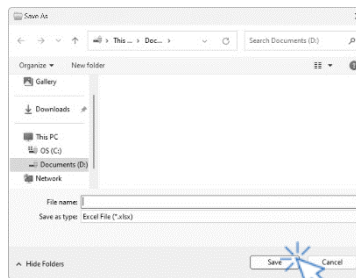 Save As
This ... Doc...
Search Documents (D:)
Organize New folder
Gallery
Downloads
This PC
OS (C:)
Documents (D:)
Network
File name:
Save as type: Excel File (*.xlsx)
Hide Folders
Save Cancel